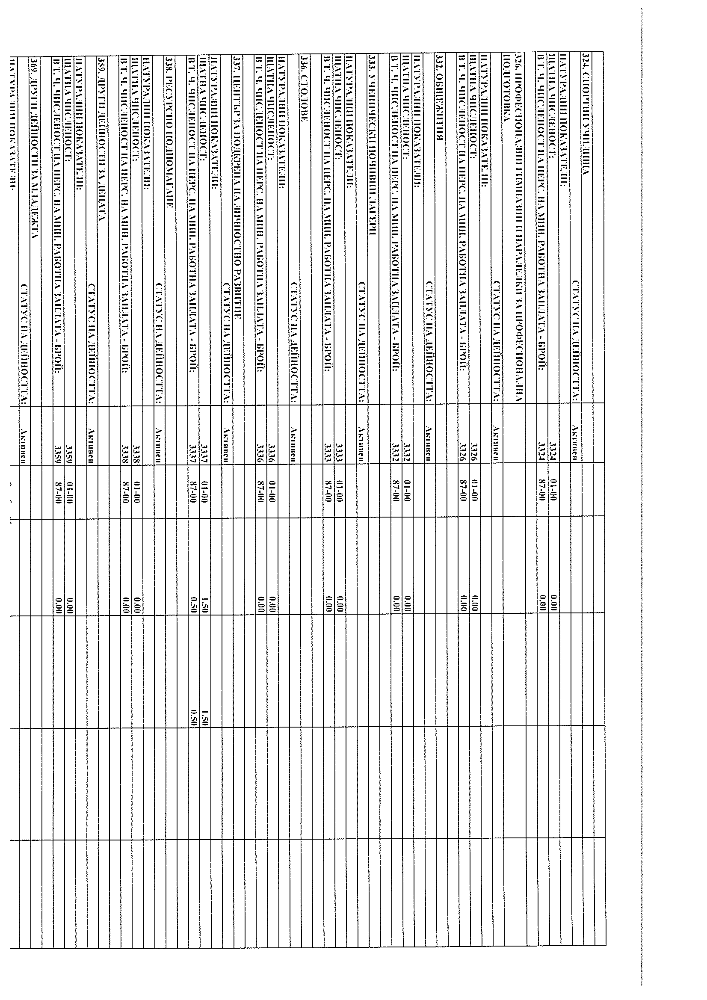 324. СПОРТНИ УЧИЛИЩА
СТАТУС НА ДЕЙНОСТТА: Активен
НАТУРАЛНИ ПОКАЗАТЕЛИ:
ЩАТНА ЧИСЛЕНОСТ: 3324 01-00 0.00
В Т. Ч. ЧИСЛЕНОСТ НА ПЕРС. НА МИН. РАБОТНА ЗАПЛАТА - БРОЙ: 3324 87-00 0.00
326. ПРОФЕСИОНАЛНИ ГИМНАЗИИ И ПАРАЛЕЛКИ ЗА ПРОФЕСИОНАЛНА
ПОДГОТОВКА
СТАТУС НА ДЕЙНОСТТА: Активен
НАТУРАЛНИ ПОКАЗАТЕЛИ:
ЩАТНА ЧИСЛЕНОСТ: 3326 01-00 0.00
В Т. Ч. ЧИСЛЕНОСТ НА ПЕРС. НА МИН. РАБОТНА ЗАПЛАТА - БРОЙ: 3326 87-00 0.00
332. ОБЩЕЖИТИЯ
СТАТУС НА ДЕЙНОСТТА: Активен
НАТУРАЛНИ ПОКАЗАТЕЛИ:
ЩАТНА ЧИСЛЕНОСТ: 3332 01-00 0.00
В Т. Ч. ЧИСЛЕНОСТ НА ПЕРС. НА МИН. РАБОТНА ЗАПЛАТА - БРОЙ: 3332 87-00 0.00
333. УЧЕНИЧЕСКИ ПОЧИВНИ ЛАГЕРИ
СТАТУС НА ДЕЙНОСТТА: Активен
НАТУРАЛНИ ПОКАЗАТЕЛИ:
ЩАТНА ЧИСЛЕНОСТ: 3333 01-00 0.00
В Т. Ч. ЧИСЛЕНОСТ НА ПЕРС. НА МИН. РАБОТНА ЗАПЛАТА - БРОЙ: 3333 87-00 0.00
336. СТОЛОВЕ
СТАТУС НА ДЕЙНОСТТА: Активен
НАТУРАЛНИ ПОКАЗАТЕЛИ:
ЩАТНА ЧИСЛЕНОСТ: 3336 01-00 0.00
В Т. Ч. ЧИСЛЕНОСТ НА ПЕРС. НА МИН. РАБОТНА ЗАПЛАТА - БРОЙ: 3336 87-00 0.00
337. ЦЕНТЪР ЗА ПОДКРЕПА НА ЛИЧНОСТНО РАЗВИТИЕ
СТАТУС НА ДЕЙНОСТТА: Активен
НАТУРАЛНИ ПОКАЗАТЕЛИ:
ЩАТНА ЧИСЛЕНОСТ: 3337 01-00 1.50 1.50
В Т. Ч. ЧИСЛЕНОСТ НА ПЕРС. НА МИН. РАБОТНА ЗАПЛАТА - БРОЙ: 3337 87-00 0.50 0.50
338. РЕСУРСНО ПОДПОМАГАНЕ
СТАТУС НА ДЕЙНОСТТА: Активен
НАТУРАЛНИ ПОКАЗАТЕЛИ:
ЩАТНА ЧИСЛЕНОСТ: 3338 01-00 0.00
В Т. Ч. ЧИСЛЕНОСТ НА ПЕРС. НА МИН. РАБОТНА ЗАПЛАТА - БРОЙ: 3338 87-00 0.00
359. ДРУГИ ДЕЙНОСТИ ЗА ДЕЦАТА
СТАТУС НА ДЕЙНОСТТА: Активен
НАТУРАЛНИ ПОКАЗАТЕЛИ:
ЩАТНА ЧИСЛЕНОСТ: 3359 01-00 0.00
В Т. Ч. ЧИСЛЕНОСТ НА ПЕРС. НА МИН. РАБОТНА ЗАПЛАТА - БРОЙ: 3359 87-00 0.00
369. ДРУГИ ДЕЙНОСТИ ЗА МЛАДЕЖТА
СТАТУС НА ДЕЙНОСТТА: Активен
НАТУРАЛНИ ПОКАЗАТЕЛИ: